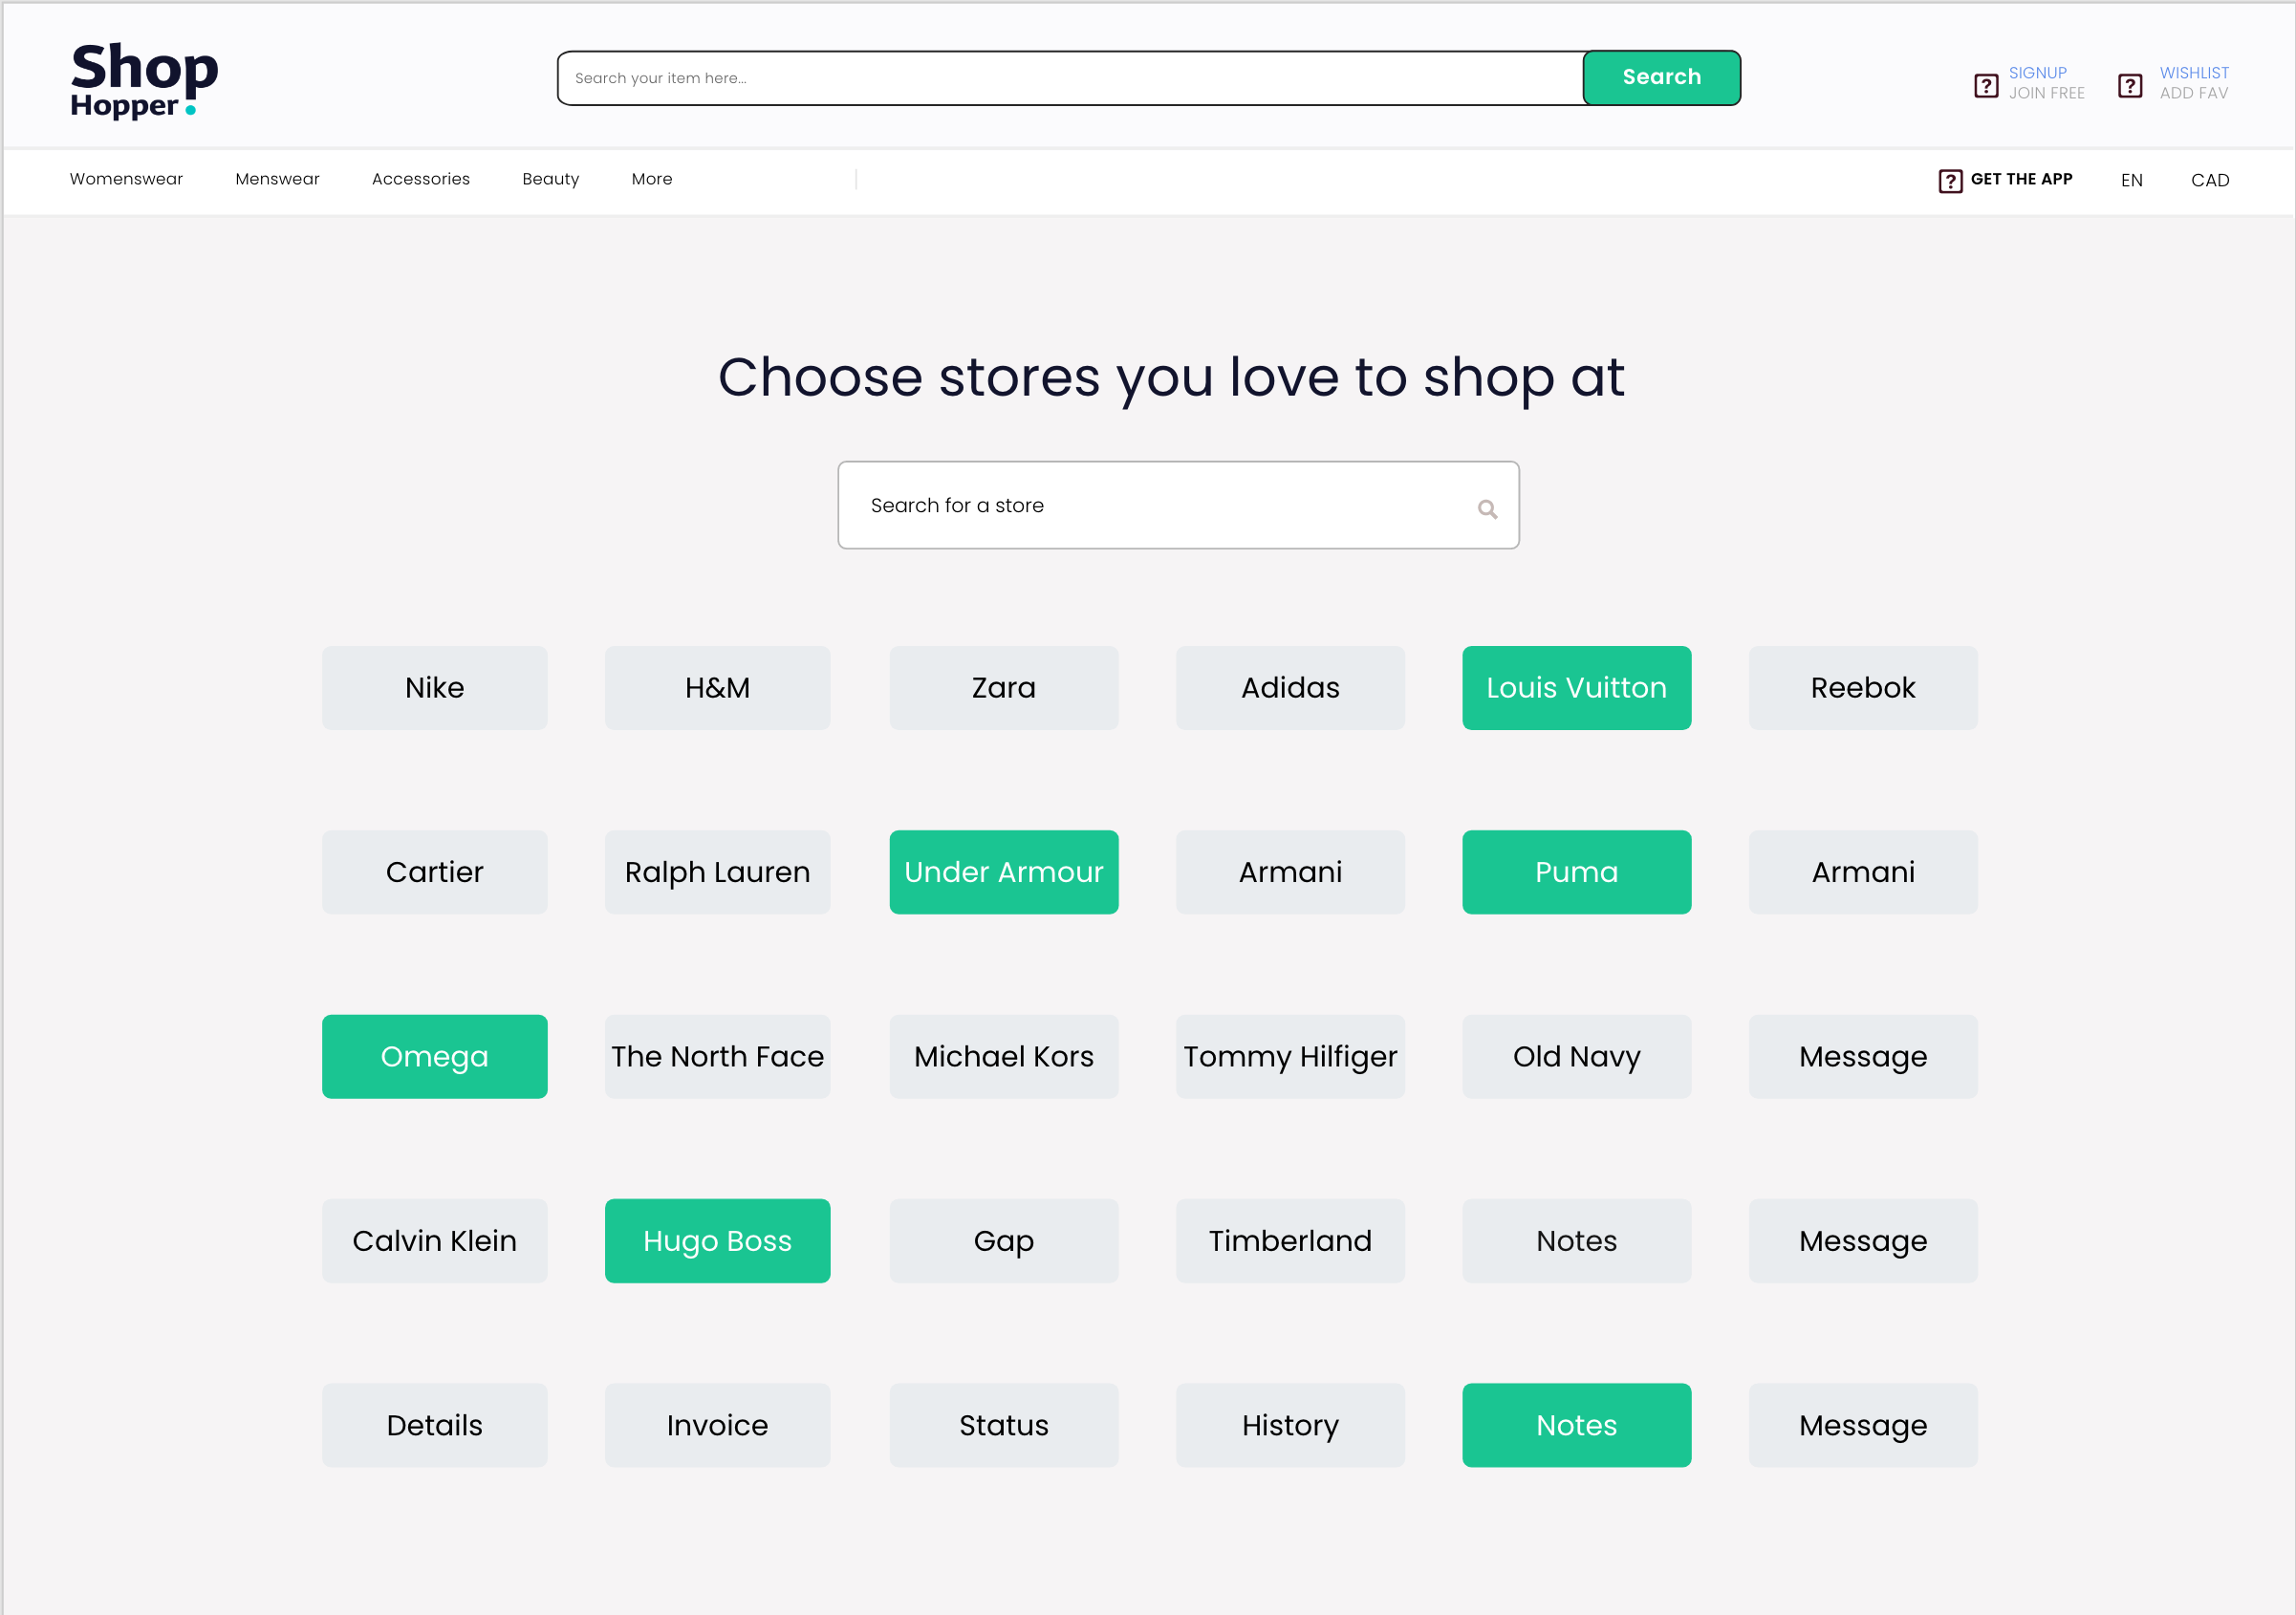 Shop
Hopper.
Search your item here...
Search
SIGNUP
JOIN FREE
WISHLIST
ADD FAV
Womenswear Menswear Accessories Beauty More
GET THE APP EN CAD
Choose stores you love to shop at
Search for a store
Nike H&M Zara Adidas Louis Vuitton Reebok
Cartier Ralph Lauren Under Armour Armani Puma Armani
Omega The North Face Michael Kors Tommy Hilfiger Old Navy Message
Calvin Klein Hugo Boss Gap Timberland Notes Message
Details Invoice Status History Notes Message